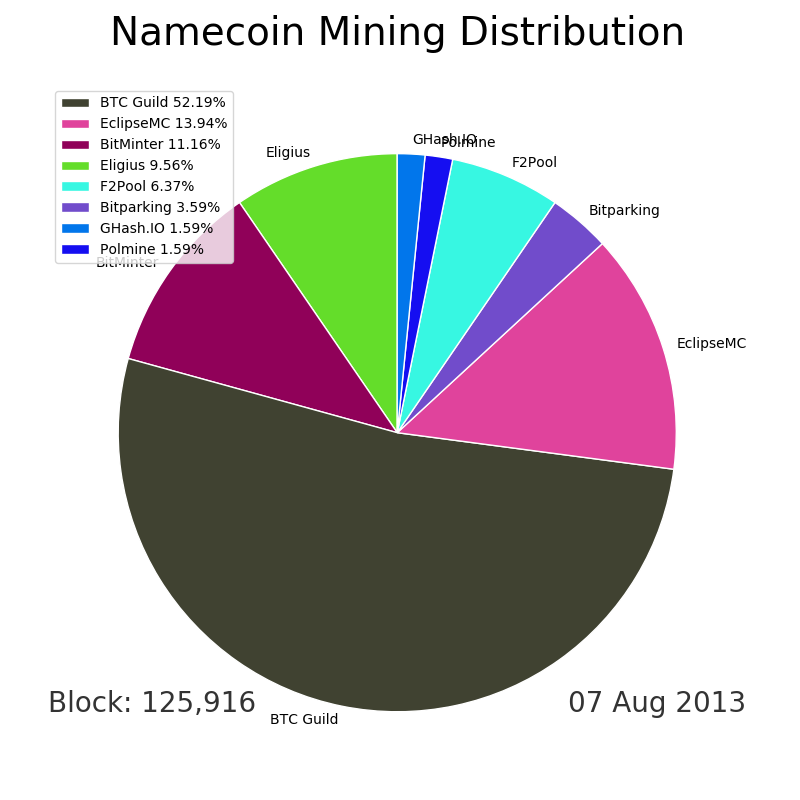 Namecoin Mining Distribution
BTC Guild 52.19%
EclipseMC 13.94%
BitMinter 11.16%
Eligius 9.56%
F2Pool 6.37%
Bitparking 3.59%
GHash.IO 1.59%
Polmine 1.59%
Eligius
GHash.IO
Polmine
F2Pool
Bitparking
BitMinter
EclipseMC
BTC Guild
Block: 125,916
07 Aug 2013